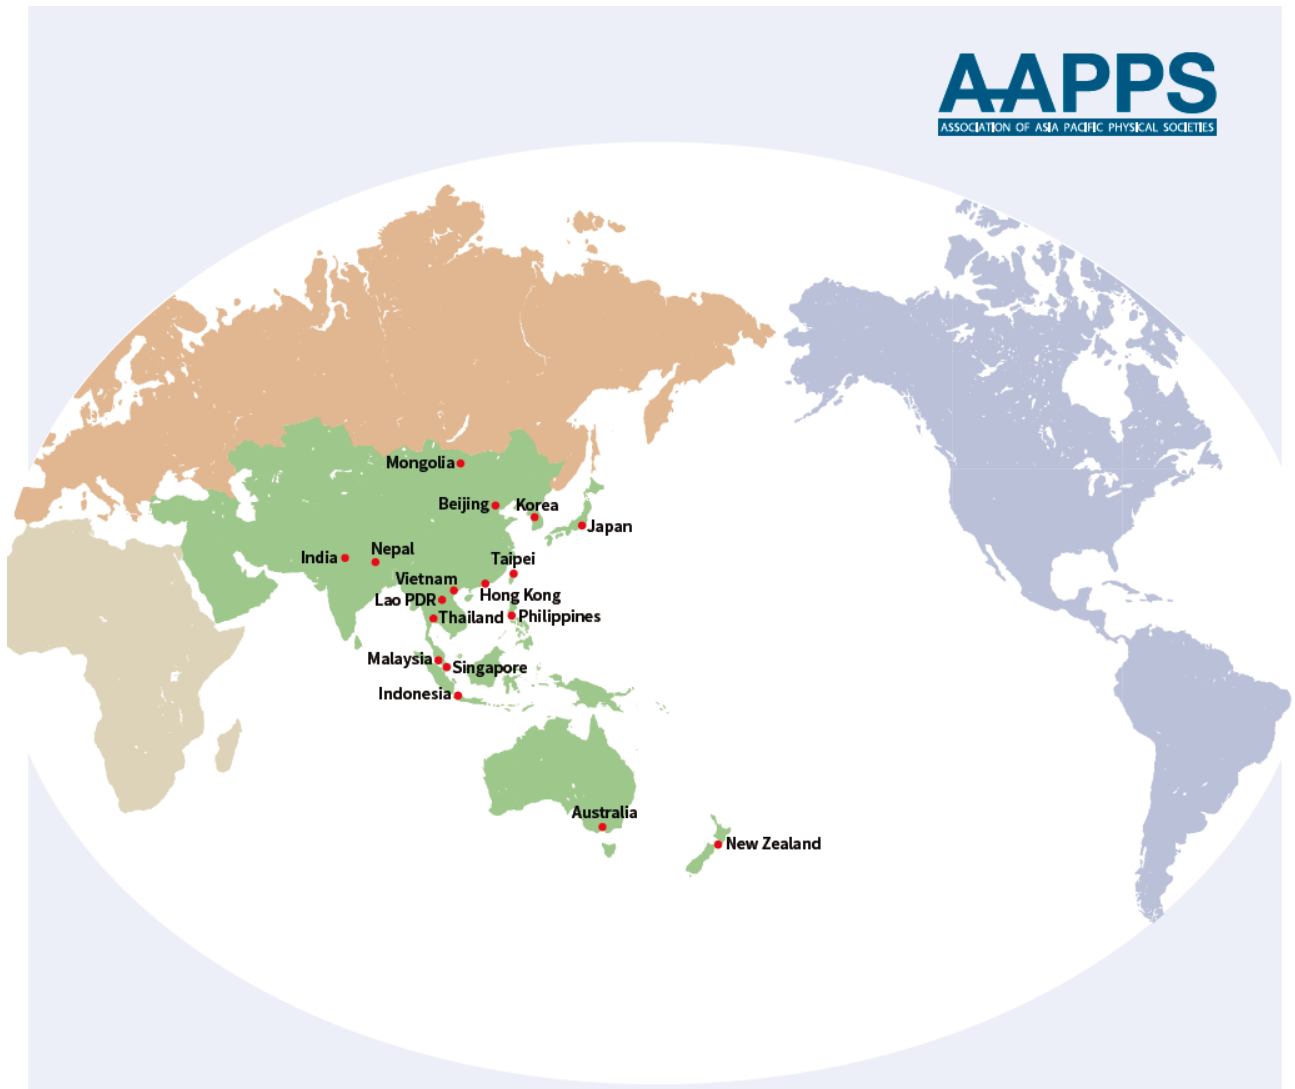 AAPPS
ASSOCIATION OF ASIA PACIFIC PHYSICAL SOCIETIES
Mongolia
Beijing
Korea
Japan
India
Nepal
Taipei
Vietnam
Hong Kong
Lao PDR
Thailand
Philippines
Malaysia
Singapore
Indonesia
Australia
New Zealand